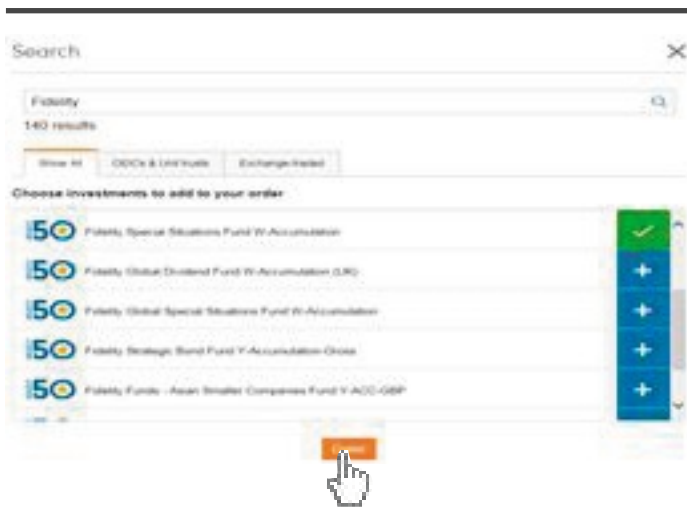 Search
Fidelity
140 results
Show All OEICs & Unit trusts Exchange-traded
Choose investments to add to your order
50 Fidelity Special Situations Fund W-Accumulation
50 Fidelity Global Dividend Fund W-Accumulation (UK)
50 Fidelity Global Special Situations Fund W-Accumulation
50 Fidelity Strategic Bond Fund Y-Accumulation-Gross
50 Fidelity Funds - Asian Smaller Companies Fund Y-ACC-GBP